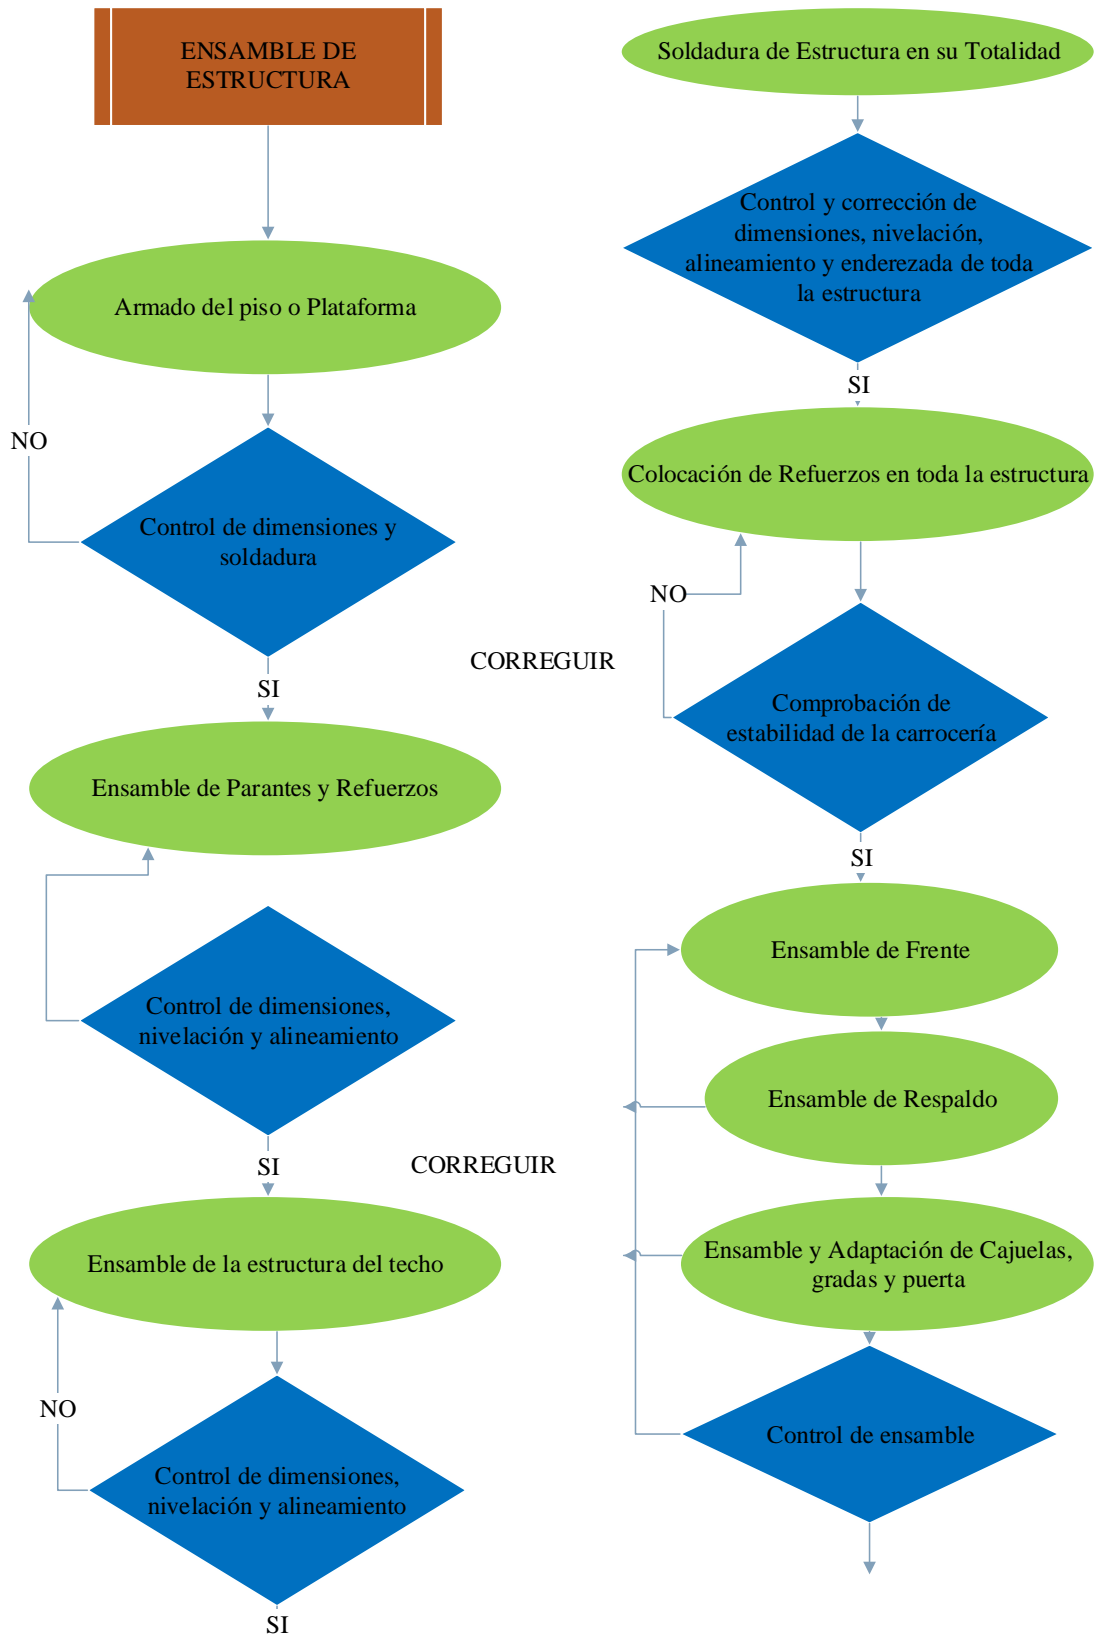 ENSAMBLE DE
ESTRUCTURA
Armado del piso o Plataforma
NO
Control de dimensiones y
soldadura
SI
CORREGUIR
Ensamble de Parantes y Refuerzos
Control de dimensiones,
nivelación y alineamiento
SI
CORREGUIR
Ensamble de la estructura del techo
NO
Control de dimensiones,
nivelación y alineamiento
SI
Soldadura de Estructura en su Totalidad
Control y corrección de
dimensiones, nivelación,
alineamiento y enderezada de toda
la estructura
SI
Colocación de Refuerzos en toda la estructura
NO
Comprobación de
estabilidad de la carrocería
SI
Ensamble de Frente
Ensamble de Respaldo
Ensamble y Adaptación de Cajuelas,
gradas y puerta
Control de ensamble